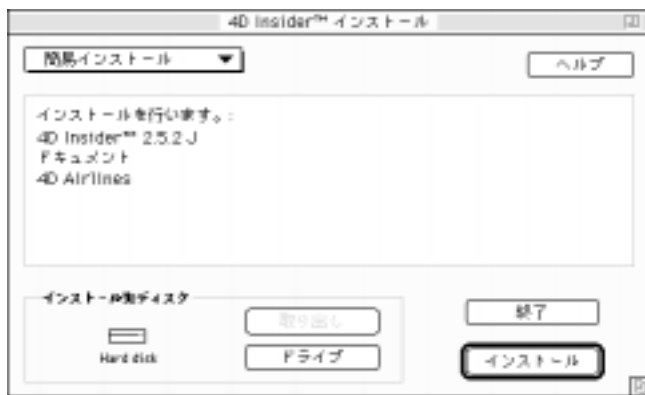 4D Insider™ インストール
簡易インストール
ヘルプ
インストールを行います。:
4D Insider™ 2.5.2 J
ドキュメント
4D Airlines
インストール先ディスク
取り出し
終了
Hard disk
ドライブ
インストール